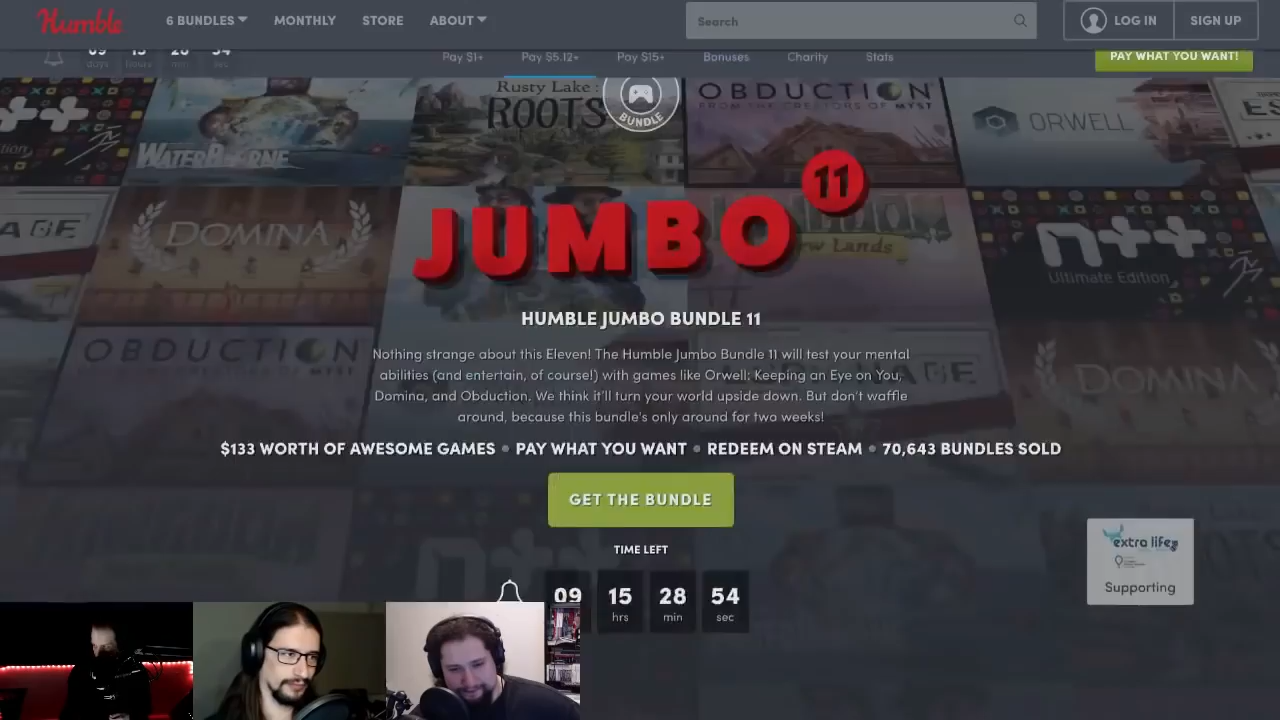 Humble
6 BUNDLES
MONTHLY
STORE
ABOUT
Search
LOG IN
SIGN UP
days
hours
min
sec
Pay $1+
Pay $5.12+
Pay $15+
Bonuses
Charity
Stats
PAY WHAT YOU WANT!
WATERBORNE
Rusty Lake:
ROOTS
BUNDLE
OBDUCTION
FROM THE CREATORS OF MYST
ORWELL
DOMINA
JUMBO 11
New Lands
n++
Ultimate Edition
OBDUCTION
DOMINA
HUMBLE JUMBO BUNDLE 11
Nothing strange about this Eleven! The Humble Jumbo Bundle 11 will test your mental
abilities (and entertain, of course!) with games like Orwell: Keeping an Eye on You,
Domina, and Obduction. We think it'll turn your world upside down. But don't waffle
around, because this bundle's only around for two weeks!
$133 WORTH OF AWESOME GAMES • PAY WHAT YOU WANT • REDEEM ON STEAM • 70,643 BUNDLES SOLD
GET THE BUNDLE
TIME LEFT
09 15 28 54
hrs min sec
extra life
Supporting